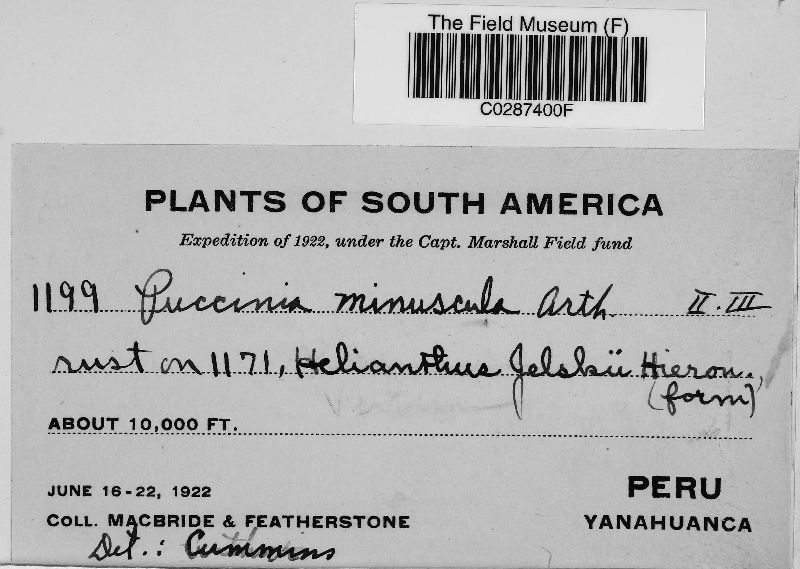 The Field Museum (F)
C0287400F
PLANTS OF SOUTH AMERICA
Expedition of 1922, under the Capt. Marshall Field fund
1199 Puccinia minuscula Arth. II. III
rust on 1171, Helianthus Jelskii Hieron.,
(form)
ABOUT 10,000 FT.
JUNE 16-22, 1922
PERU
COLL. MACBRIDE & FEATHERSTONE
YANAHUANCA
Det.: Cummins